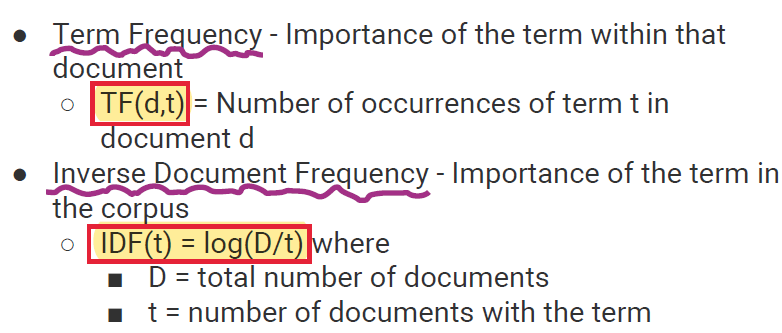 ● Term Frequency - Importance of the term within that
document
○ TF(d,t) = Number of occurrences of term t in
document d
● Inverse Document Frequency - Importance of the term in
the corpus
○ IDF(t) = log(D/t) where
■ D = total number of documents
■ t = number of documents with the term